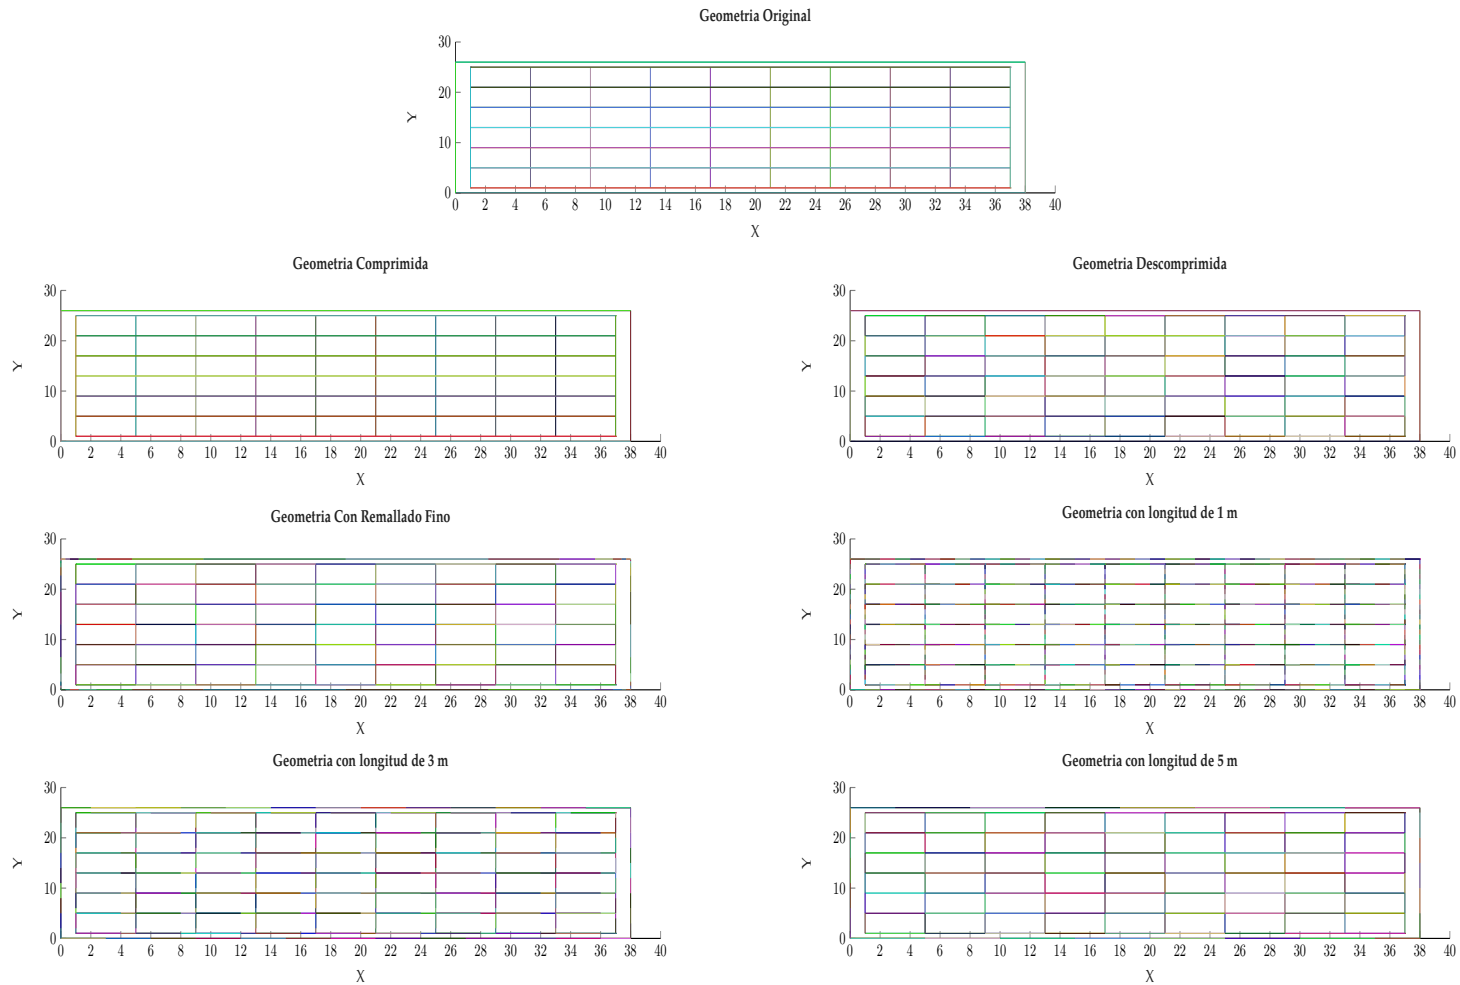 Geometria Original
30
20
10
0
Y
0 2 4 6 8 10 12 14 16 18 20 22 24 26 28 30 32 34 36 38 40
X
Geometria Comprimida
30
20
10
0
Y
0 2 4 6 8 10 12 14 16 18 20 22 24 26 28 30 32 34 36 38 40
X
Geometria Descomprimida
30
20
10
0
Y
0 2 4 6 8 10 12 14 16 18 20 22 24 26 28 30 32 34 36 38 40
X
Geometria Con Remallado Fino
30
20
10
0
Y
0 2 4 6 8 10 12 14 16 18 20 22 24 26 28 30 32 34 36 38 40
X
Geometria con longitud de 1 m
30
20
10
0
Y
0 2 4 6 8 10 12 14 16 18 20 22 24 26 28 30 32 34 36 38 40
X
Geometria con longitud de 3 m
30
20
10
0
Y
0 2 4 6 8 10 12 14 16 18 20 22 24 26 28 30 32 34 36 38 40
X
Geometria con longitud de 5 m
30
20
10
0
Y
0 2 4 6 8 10 12 14 16 18 20 22 24 26 28 30 32 34 36 38 40
X